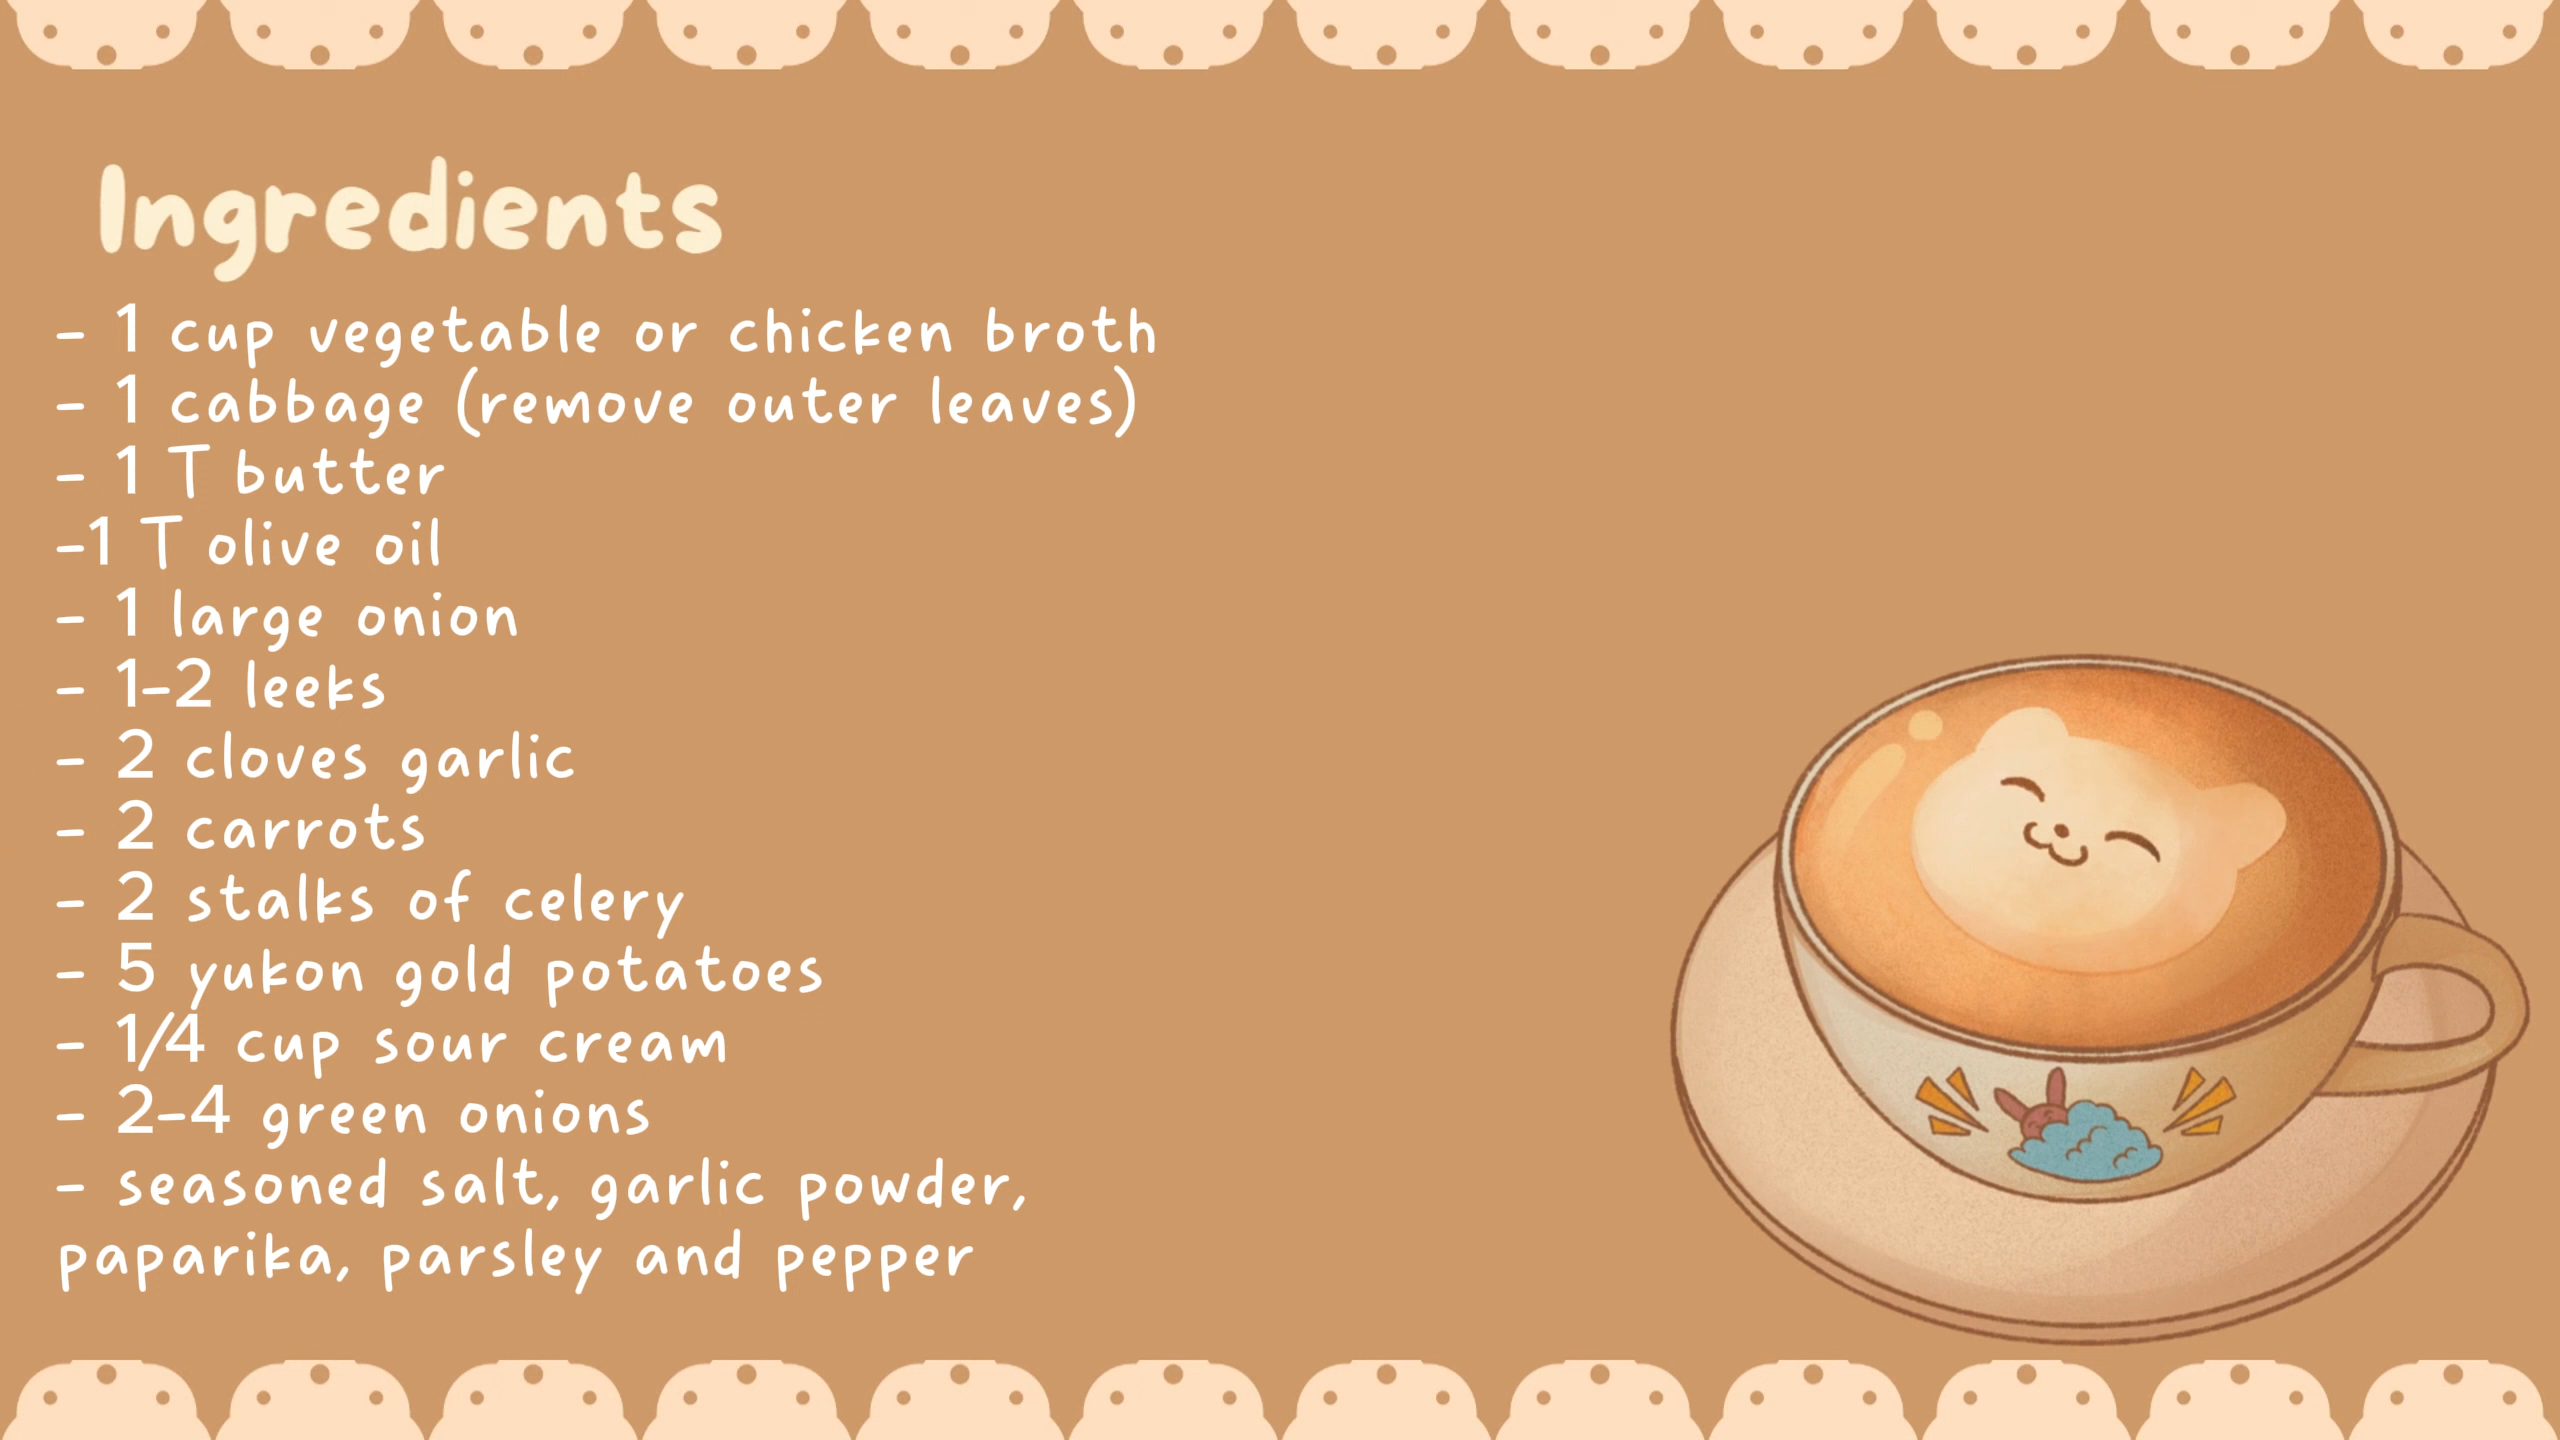 Ingredients
- 1 cup vegetable or chicken broth
- 1 cabbage (remove outer leaves)
- 1 T butter
-1 T olive oil
- 1 large onion
- 1-2 leeks
- 2 cloves garlic
- 2 carrots
- 2 stalks of celery
- 5 yukon gold potatoes
- 1/4 cup sour cream
- 2-4 green onions
- seasoned salt, garlic powder,
paparika, parsley and pepper